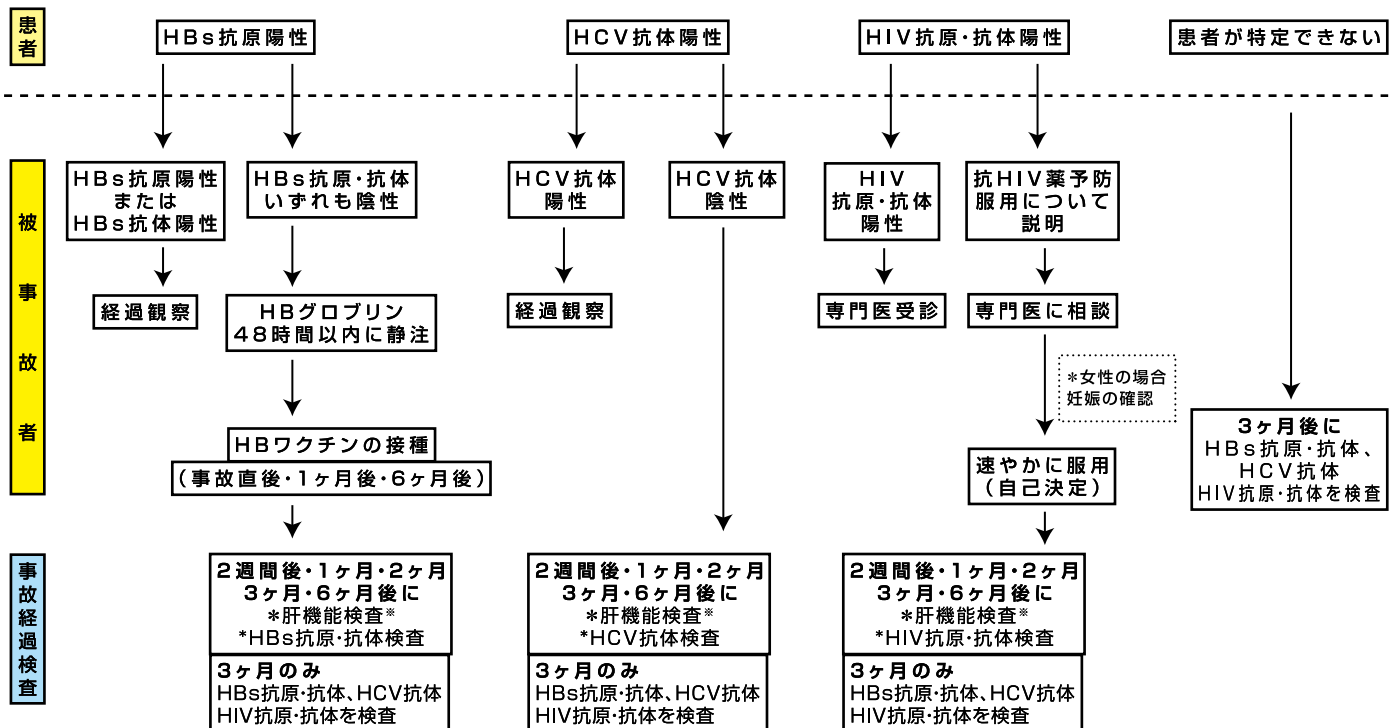 患者
HBs抗原陽性
HCV抗体陽性
HIV抗原・抗体陽性
患者が特定できない
被事故者
HBs抗原陽性
または
HBs抗体陽性
HBs抗原・抗体
いずれも陰性
HCV抗体
陽性
HCV抗体
陰性
HIV
抗原・抗体
陽性
抗HIV薬予防
服用について
説明
経過観察
HBグロブリン
48時間以内に静注
経過観察
専門医受診
専門医に相談
*女性の場合
妊娠の確認
HBワクチンの接種
(事故直後・1ヶ月後・6ヶ月後)
速やかに服用
(自己決定)
3ヶ月後に
HBs抗原・抗体、
HCV抗体
HIV抗原・抗体を検査
事故経過検査
2週間後・1ヶ月・2ヶ月
3ヶ月・6ヶ月後に
*肝機能検査※
*HBs抗原・抗体検査
3ヶ月のみ
HBs抗原・抗体、HCV抗体
HIV抗原・抗体を検査
2週間後・1ヶ月・2ヶ月
3ヶ月・6ヶ月後に
*肝機能検査※
*HCV抗体検査
3ヶ月のみ
HBs抗原・抗体、HCV抗体
HIV抗原・抗体を検査
2週間後・1ヶ月・2ヶ月
3ヶ月・6ヶ月後に
*肝機能検査※
*HIV抗原・抗体検査
3ヶ月のみ
HBs抗原・抗体、HCV抗体
HIV抗原・抗体を検査